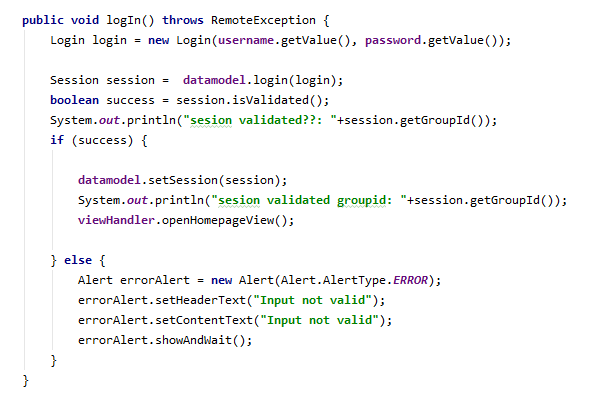 public void logIn() throws RemoteException {
    Login login = new Login(username.getValue(), password.getValue());

    Session session =  datamodel.login(login);
    boolean success = session.isValidated();
    System.out.println("sesion validated??: "+session.getGroupId());
    if (success) {

        datamodel.setSession(session);
        System.out.println("sesion validated groupid: "+session.getGroupId());
        viewHandler.openHomepageView();

    } else {
        Alert errorAlert = new Alert(Alert.AlertType.ERROR);
        errorAlert.setHeaderText("Input not valid");
        errorAlert.setContentText("Input not valid");
        errorAlert.showAndWait();
    }
}